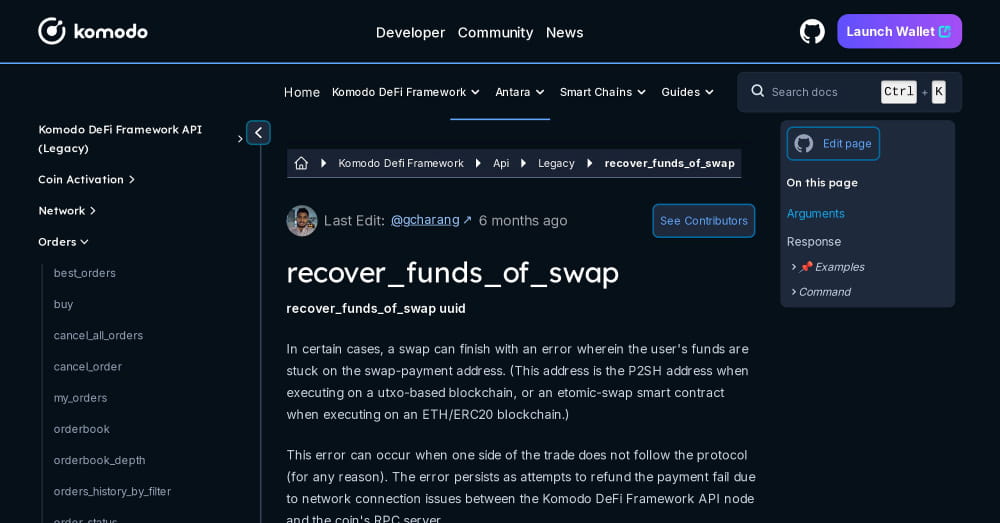 komodo
Developer Community News
Launch Wallet
Home Komodo DeFi Framework Antara Smart Chains Guides
Search docs Ctrl + K
Komodo DeFi Framework API
(Legacy)
Coin Activation
Network
Orders
best_orders
buy
cancel_all_orders
cancel_order
my_orders
orderbook
orderbook_depth
orders_history_by_filter
order_status
Komodo Defi Framework Api Legacy recover_funds_of_swap
Last Edit: @gcharang ↗ 6 months ago
See Contributors
recover_funds_of_swap
recover_funds_of_swap uuid
In certain cases, a swap can finish with an error wherein the user's funds are
stuck on the swap-payment address. (This address is the P2SH address when
executing on a utxo-based blockchain, or an etomic-swap smart contract
when executing on an ETH/ERC20 blockchain.)
This error can occur when one side of the trade does not follow the protocol
(for any reason). The error persists as attempts to refund the payment fail due
to network connection issues between the Komodo DeFi Framework API node
and the coin's RPC server.
Edit page
On this page
Arguments
Response
📌 Examples
Command